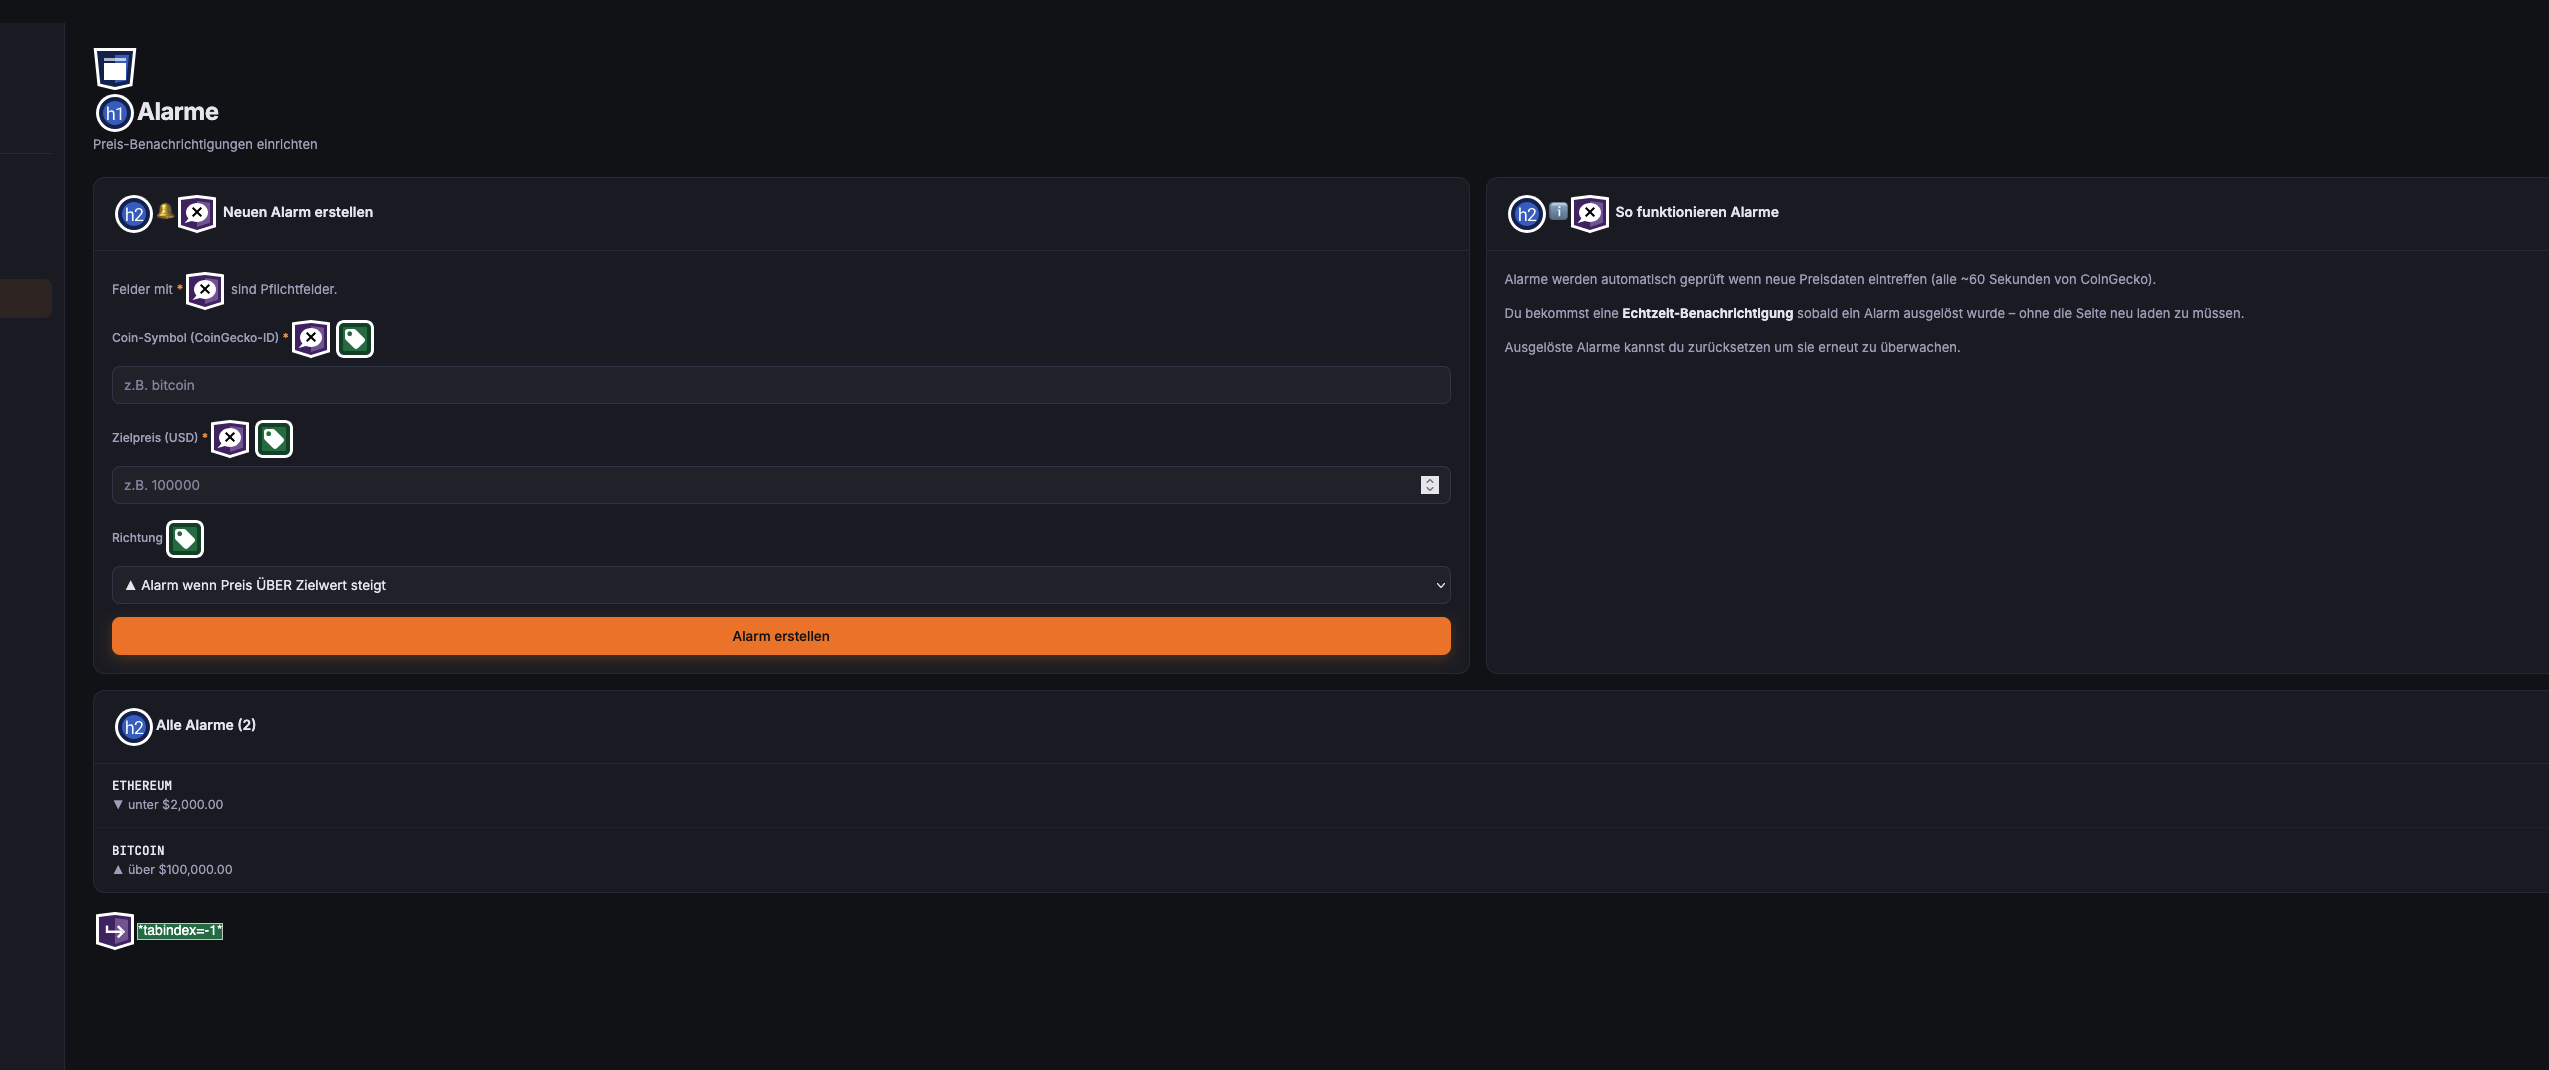 h1 Alarme
Preis-Benachrichtigungen einrichten
h2 Neuen Alarm erstellen
Felder mit * sind Pflichtfelder.
Coin-Symbol (CoinGecko-ID) *
z.B. bitcoin
Zielpreis (USD) *
z.B. 100000
Richtung
▲ Alarm wenn Preis ÜBER Zielwert steigt
Alarm erstellen
h2 So funktionieren Alarme
Alarme werden automatisch geprüft wenn neue Preisdaten eintreffen (alle ~60 Sekunden von CoinGecko).
Du bekommst eine Echtzeit-Benachrichtigung sobald ein Alarm ausgelöst wurde – ohne die Seite neu laden zu müssen.
Ausgelöste Alarme kannst du zurücksetzen um sie erneut zu überwachen.
h2 Alle Alarme (2)
ETHEREUM
▼ unter $2,000.00
BITCOIN
▲ über $100,000.00
*tabindex=-1*